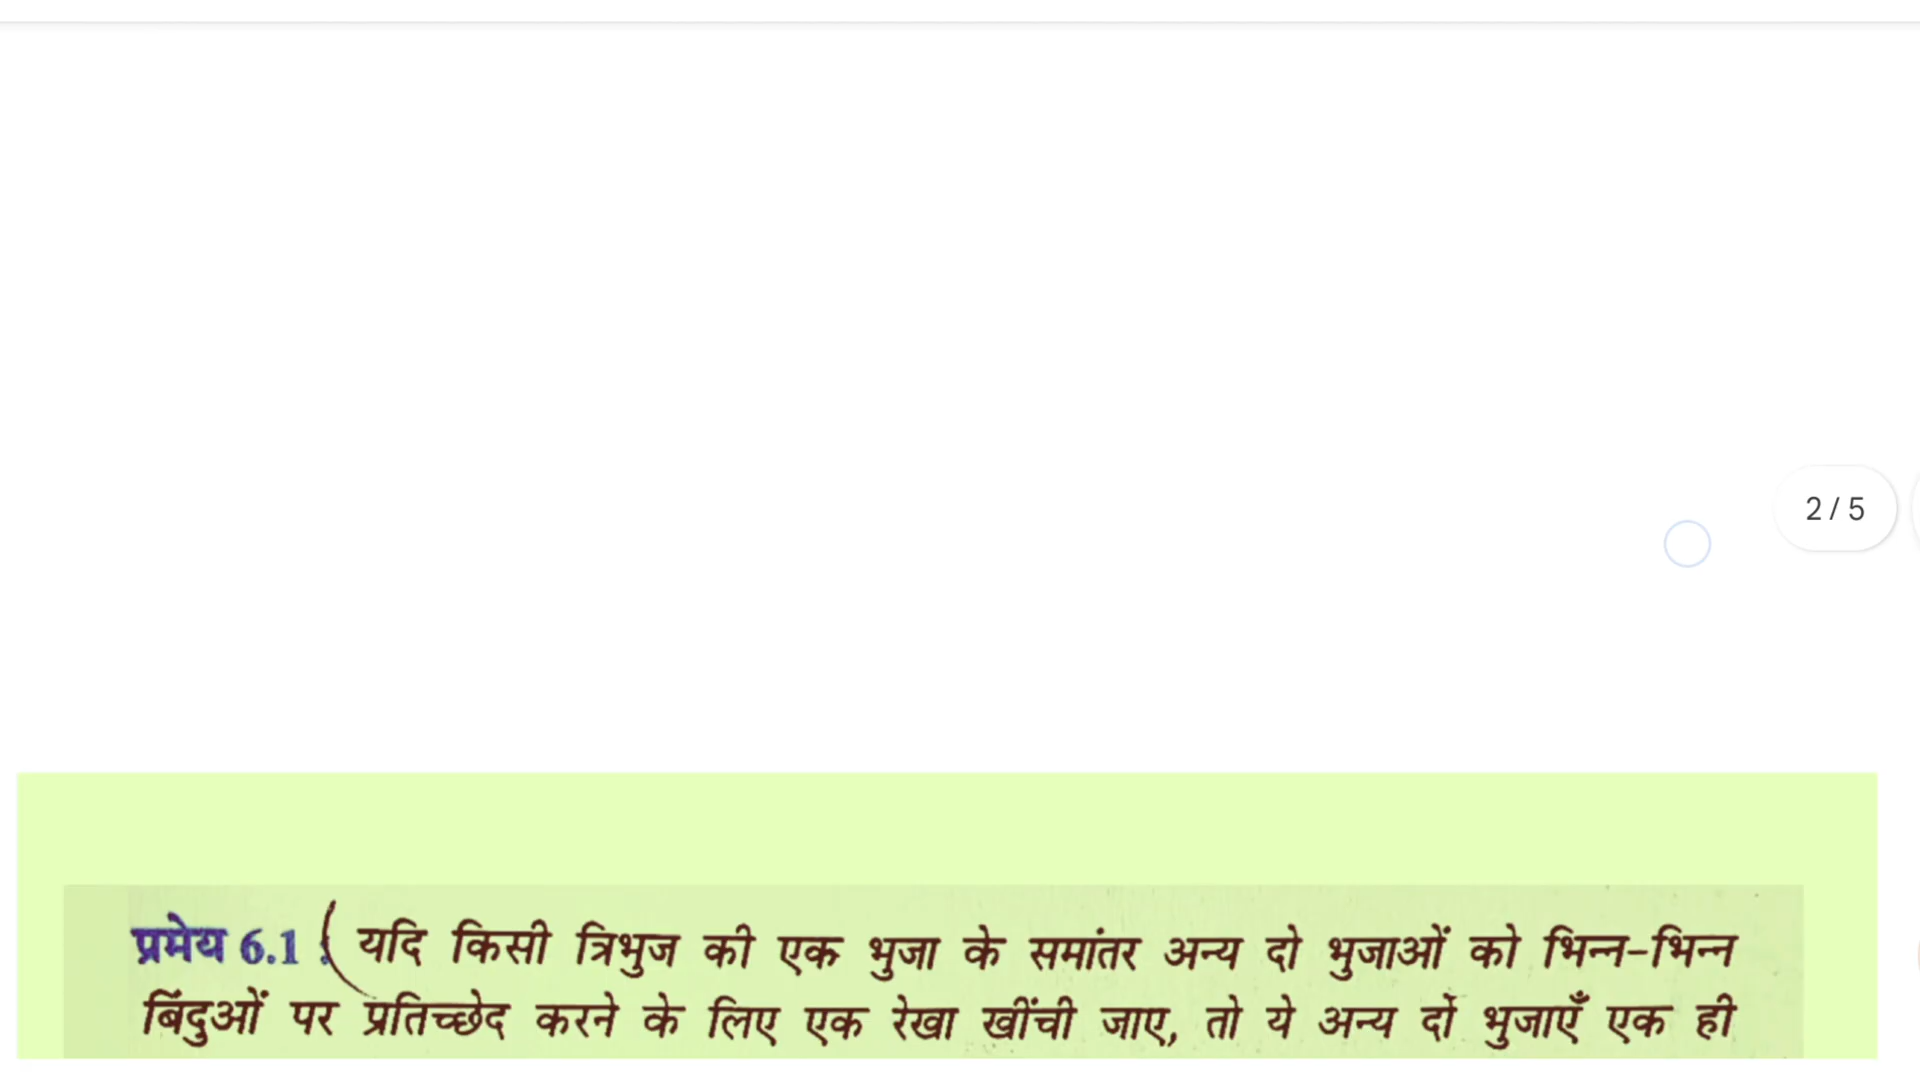 2 / 5
प्रमेय 6.1 : यदि किसी त्रिभुज की एक भुजा के समांतर अन्य दो भुजाओं को भिन्न-भिन्न
बिंदुओं पर प्रतिच्छेद करने के लिए एक रेखा खींची जाए, तो ये अन्य दो भुजाएँ एक ही